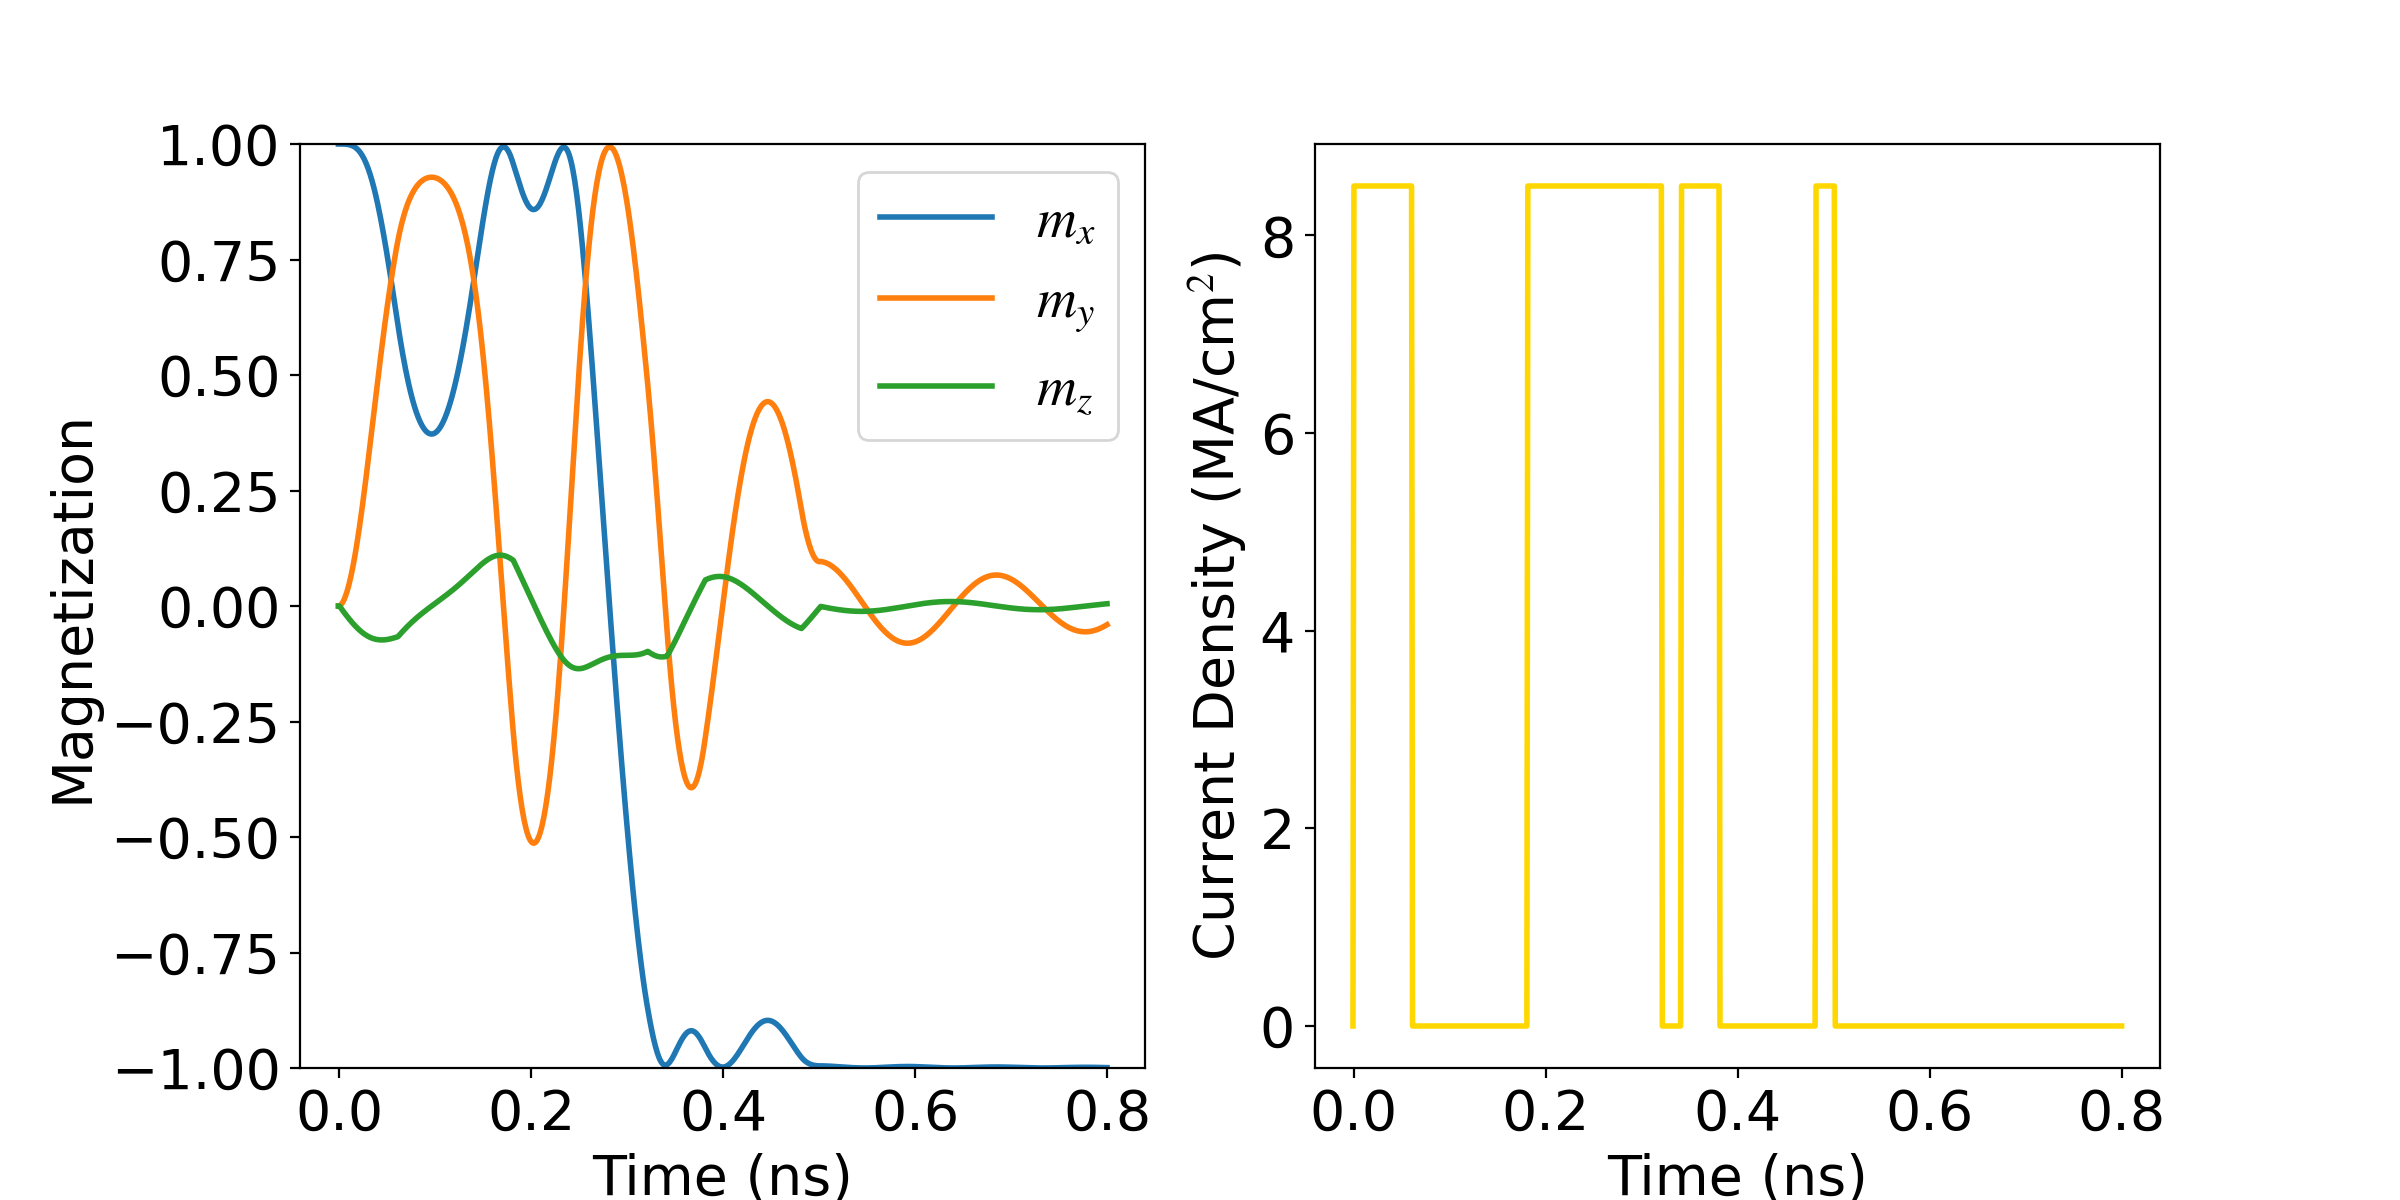 1.00
0.75
0.50
0.25
0.00
−0.25
−0.50
−0.75
−1.00
Magnetization
0.0 0.2 0.4 0.6 0.8
Time (ns)
m_x
m_y
m_z
8
6
4
2
0
Current Density (MA/cm²)
0.0 0.2 0.4 0.6 0.8
Time (ns)